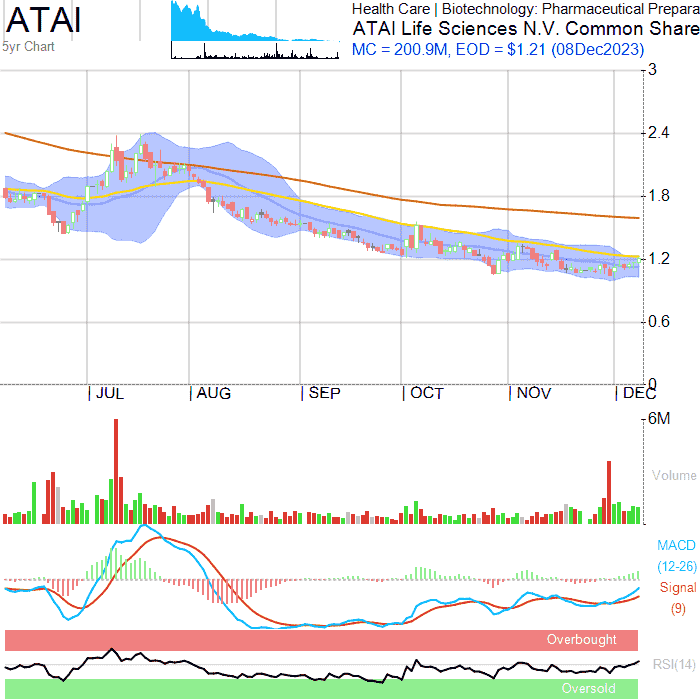 ATAI
5yr Chart
Health Care | Biotechnology: Pharmaceutical Prepara
ATAI Life Sciences N.V. Common Share
MC = 200.9M, EOD = $1.21 (08Dec2023)
3
2.4
1.8
1.2
0.6
0
JUL AUG SEP OCT NOV DEC
6M
Volume
MACD
(12-26)
Signal
(9)
Overbought
RSI(14)
Oversold